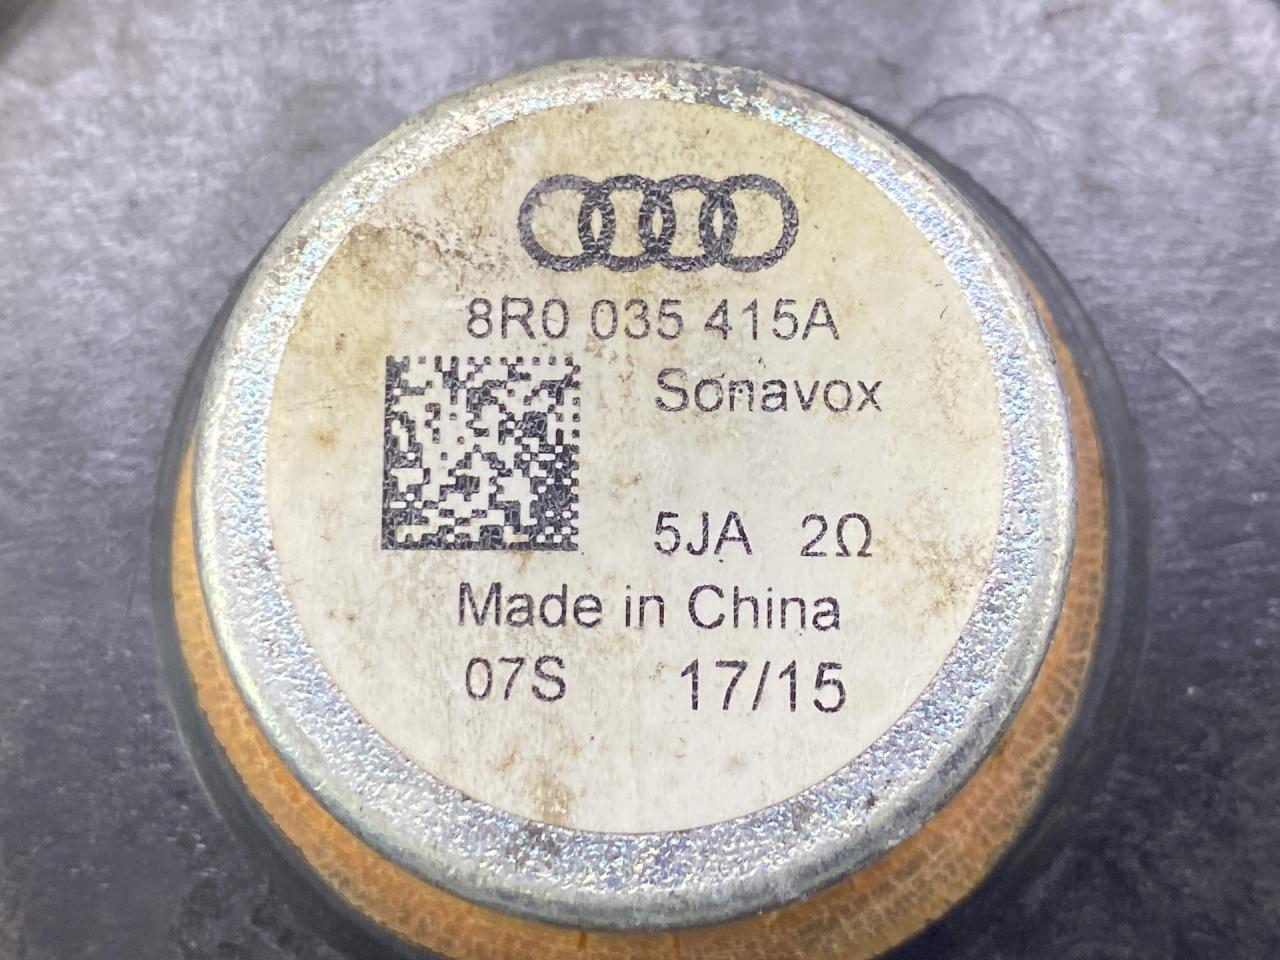 8R0 035 415A
Sonavox
5JA 2Ω
Made in China
07S 17/15